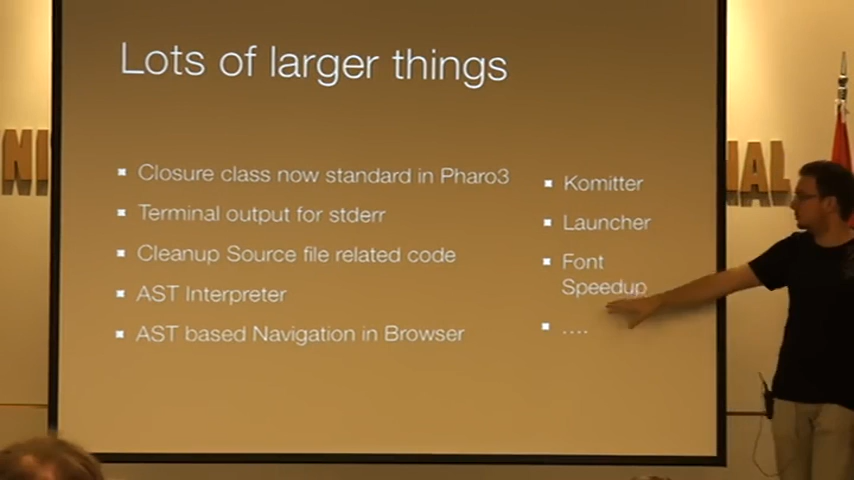 Lots of larger things
Closure class now standard in Pharo3
Terminal output for stderr
Cleanup Source file related code
AST Interpreter
AST based Navigation in Browser
Komitter
Launcher
Font
Speedup
....